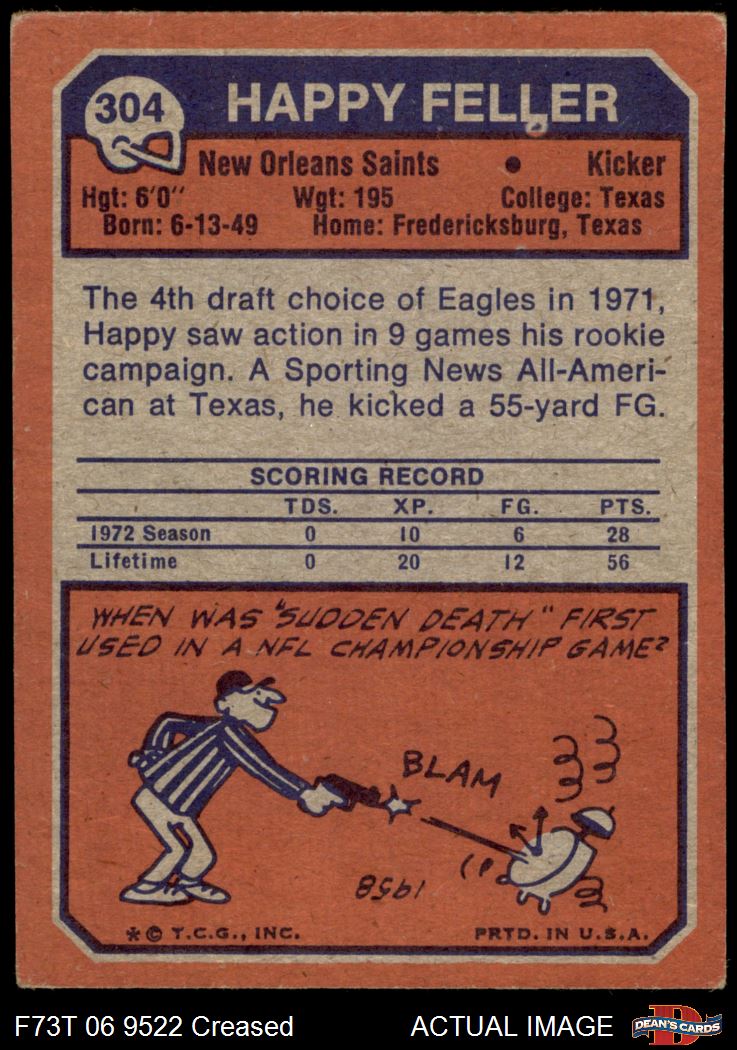 304
HAPPY FELLER
New Orleans Saints • Kicker
Hgt: 6'0'' Wgt: 195 College: Texas
Born: 6-13-49 Home: Fredericksburg, Texas
The 4th draft choice of Eagles in 1971,
Happy saw action in 9 games his rookie
campaign. A Sporting News All-Ameri-
can at Texas, he kicked a 55-yard FG.
SCORING RECORD
TDS. XP. FG. PTS.
1972 Season 0 10 6 28
Lifetime 0 20 12 56
WHEN WAS "SUDDEN DEATH" FIRST
USED IN A NFL CHAMPIONSHIP GAME?
BLAM
1958
*© T.C.G., INC. PRTD. IN U.S.A.
F73T 06 9522 Creased ACTUAL IMAGE
D
DEAN'S CARDS